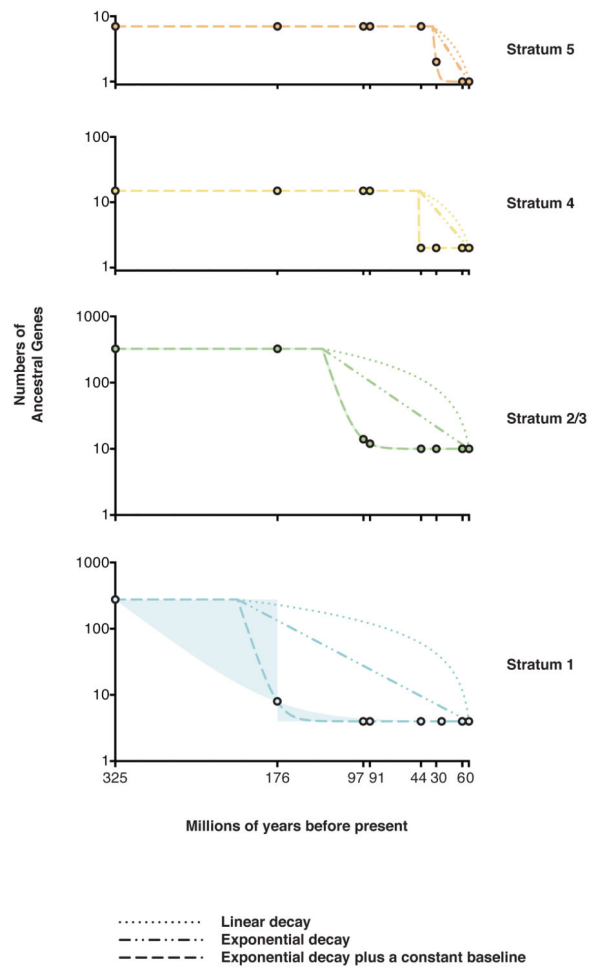 10
1
Stratum 5
100
10
1
Stratum 4
Numbers of
Ancestral Genes
1000
100
10
1
Stratum 2/3
1000
100
10
1
Stratum 1
325 176 97 91 44 30 6 0
Millions of years before present
Linear decay
Exponential decay
Exponential decay plus a constant baseline